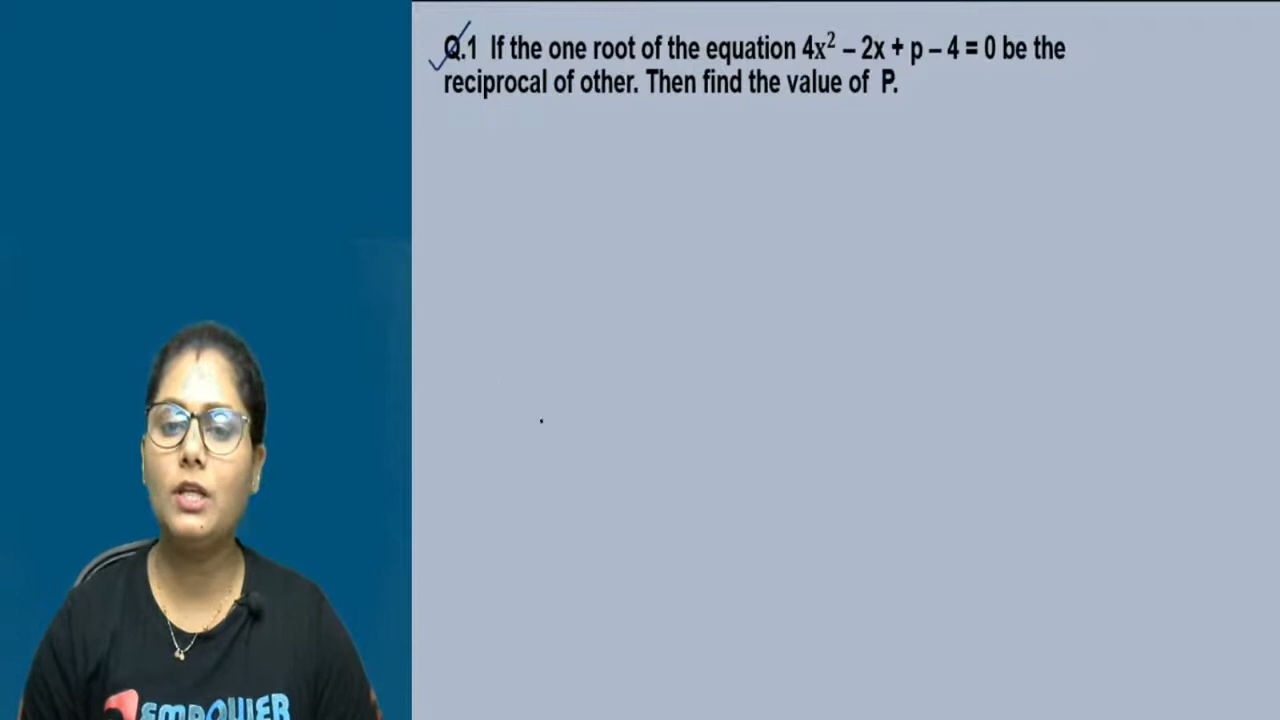 Q.1 If the one root of the equation 4x² – 2x + p – 4 = 0 be the
reciprocal of other. Then find the value of P.
EMPOWER